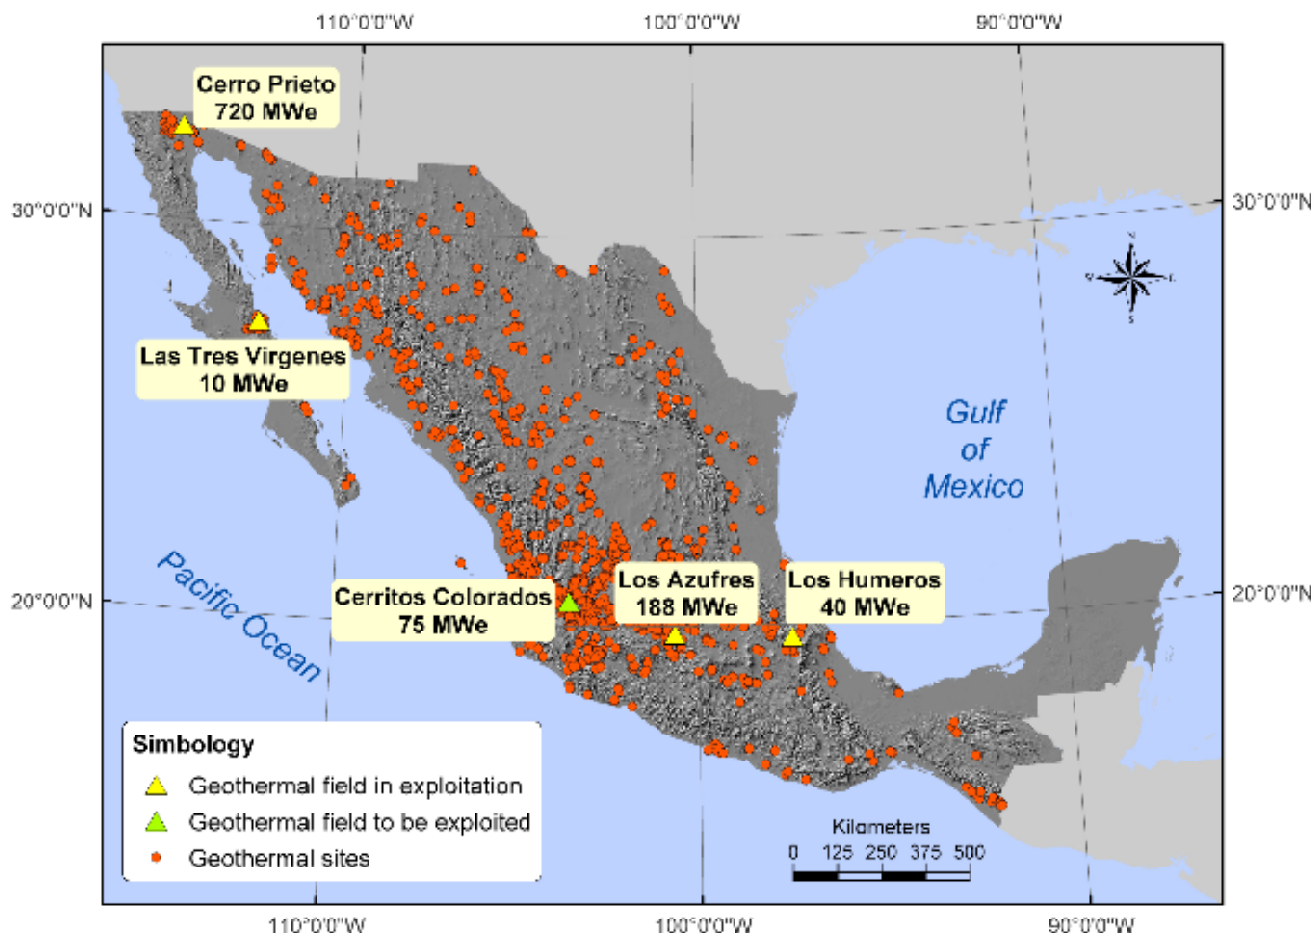 110°0'0"W 100°0'0"W 90°0'0"W
Cerro Prieto
720 MWe
30°0'0"N
30°0'0"N
Las Tres Virgenes
10 MWe
Gulf
of
Mexico
Pacific Ocean
Cerritos Colorados
75 MWe
Los Azufres
188 MWe
Los Humeros
40 MWe
20°0'0"N
20°0'0"N
Simbology
Geothermal field in exploitation
Geothermal field to be exploited
Geothermal sites
Kilometers
0 125 250 375 500
110°0'0"W 100°0'0"W 90°0'0"W